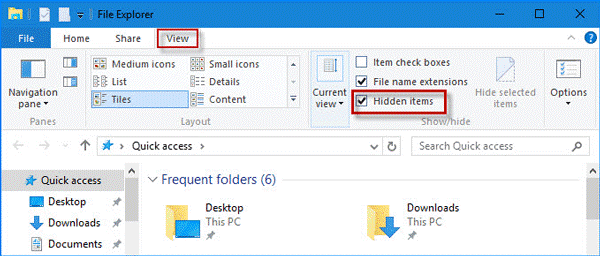 File Explorer
File Home Share View
Navigation pane
Medium icons Small icons
List Details
Tiles Content
Current view
Item check boxes
File name extensions
Hidden items
Hide selected items
Options
Panes Layout Show/hide
Quick access
Search Quick access
Quick access
Desktop
Downloads
Documents
Frequent folders (6)
Desktop
This PC
Downloads
This PC